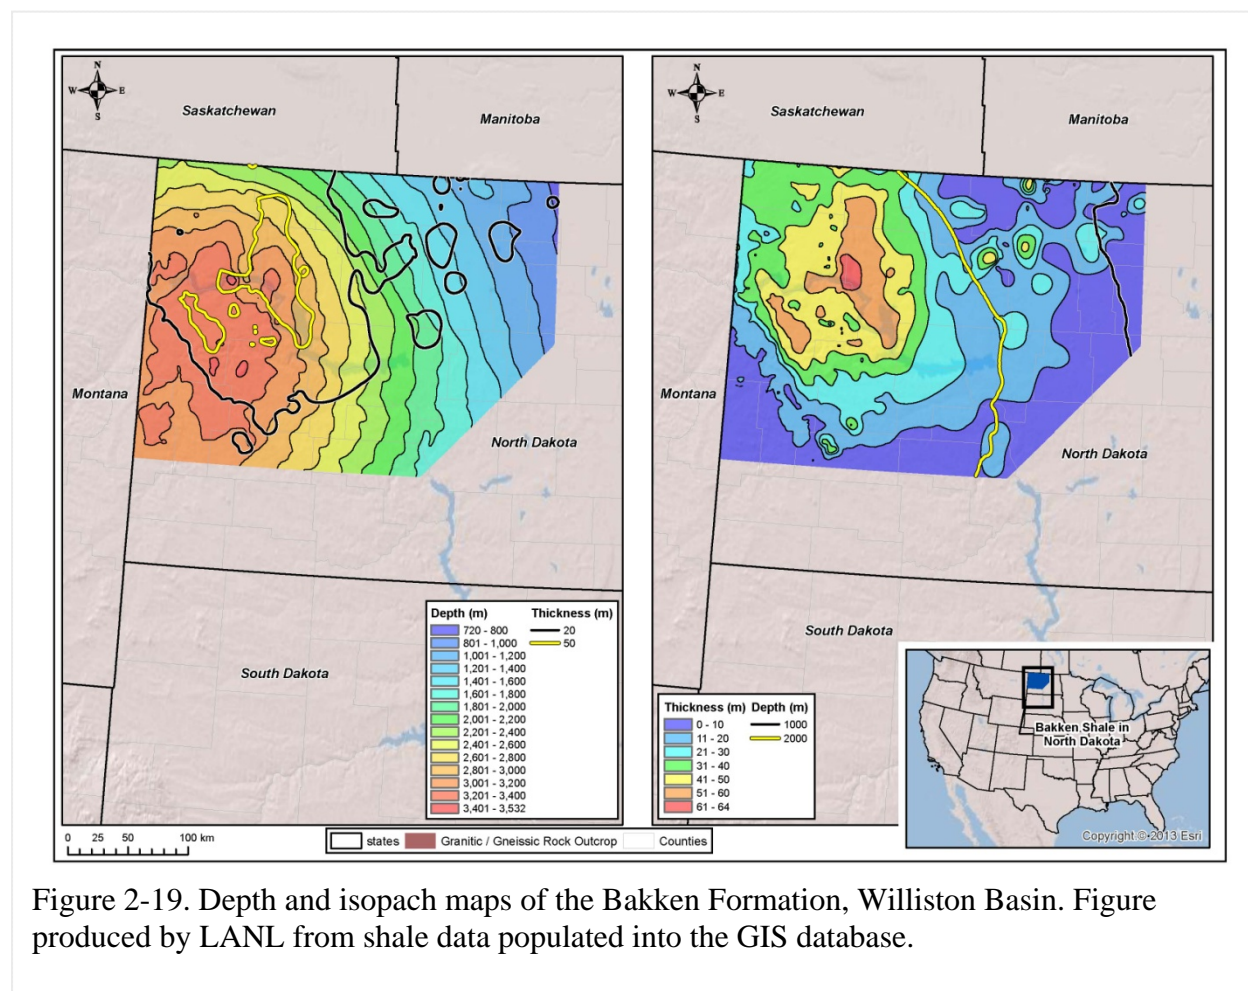 N
W E
S
Saskatchewan
Manitoba
Montana
North Dakota
South Dakota
Depth (m) Thickness (m)
720 - 800 20
801 - 1,000 50
1,001 - 1,200
1,201 - 1,400
1,401 - 1,600
1,601 - 1,800
1,801 - 2,000
2,001 - 2,200
2,201 - 2,400
2,401 - 2,600
2,601 - 2,800
2,801 - 3,000
3,001 - 3,200
3,201 - 3,400
3,401 - 3,532
N
W E
S
Saskatchewan
Manitoba
Montana
North Dakota
South Dakota
Thickness (m) Depth (m)
0 - 10 1000
11 - 20 2000
21 - 30
31 - 40
41 - 50
51 - 60
61 - 64
Bakken Shale in
North Dakota
Copyright:© 2013 Esri
0 25 50 100 km
states Granitic / Gneissic Rock Outcrop Counties
Figure 2-19. Depth and isopach maps of the Bakken Formation, Williston Basin. Figure
produced by LANL from shale data populated into the GIS database.